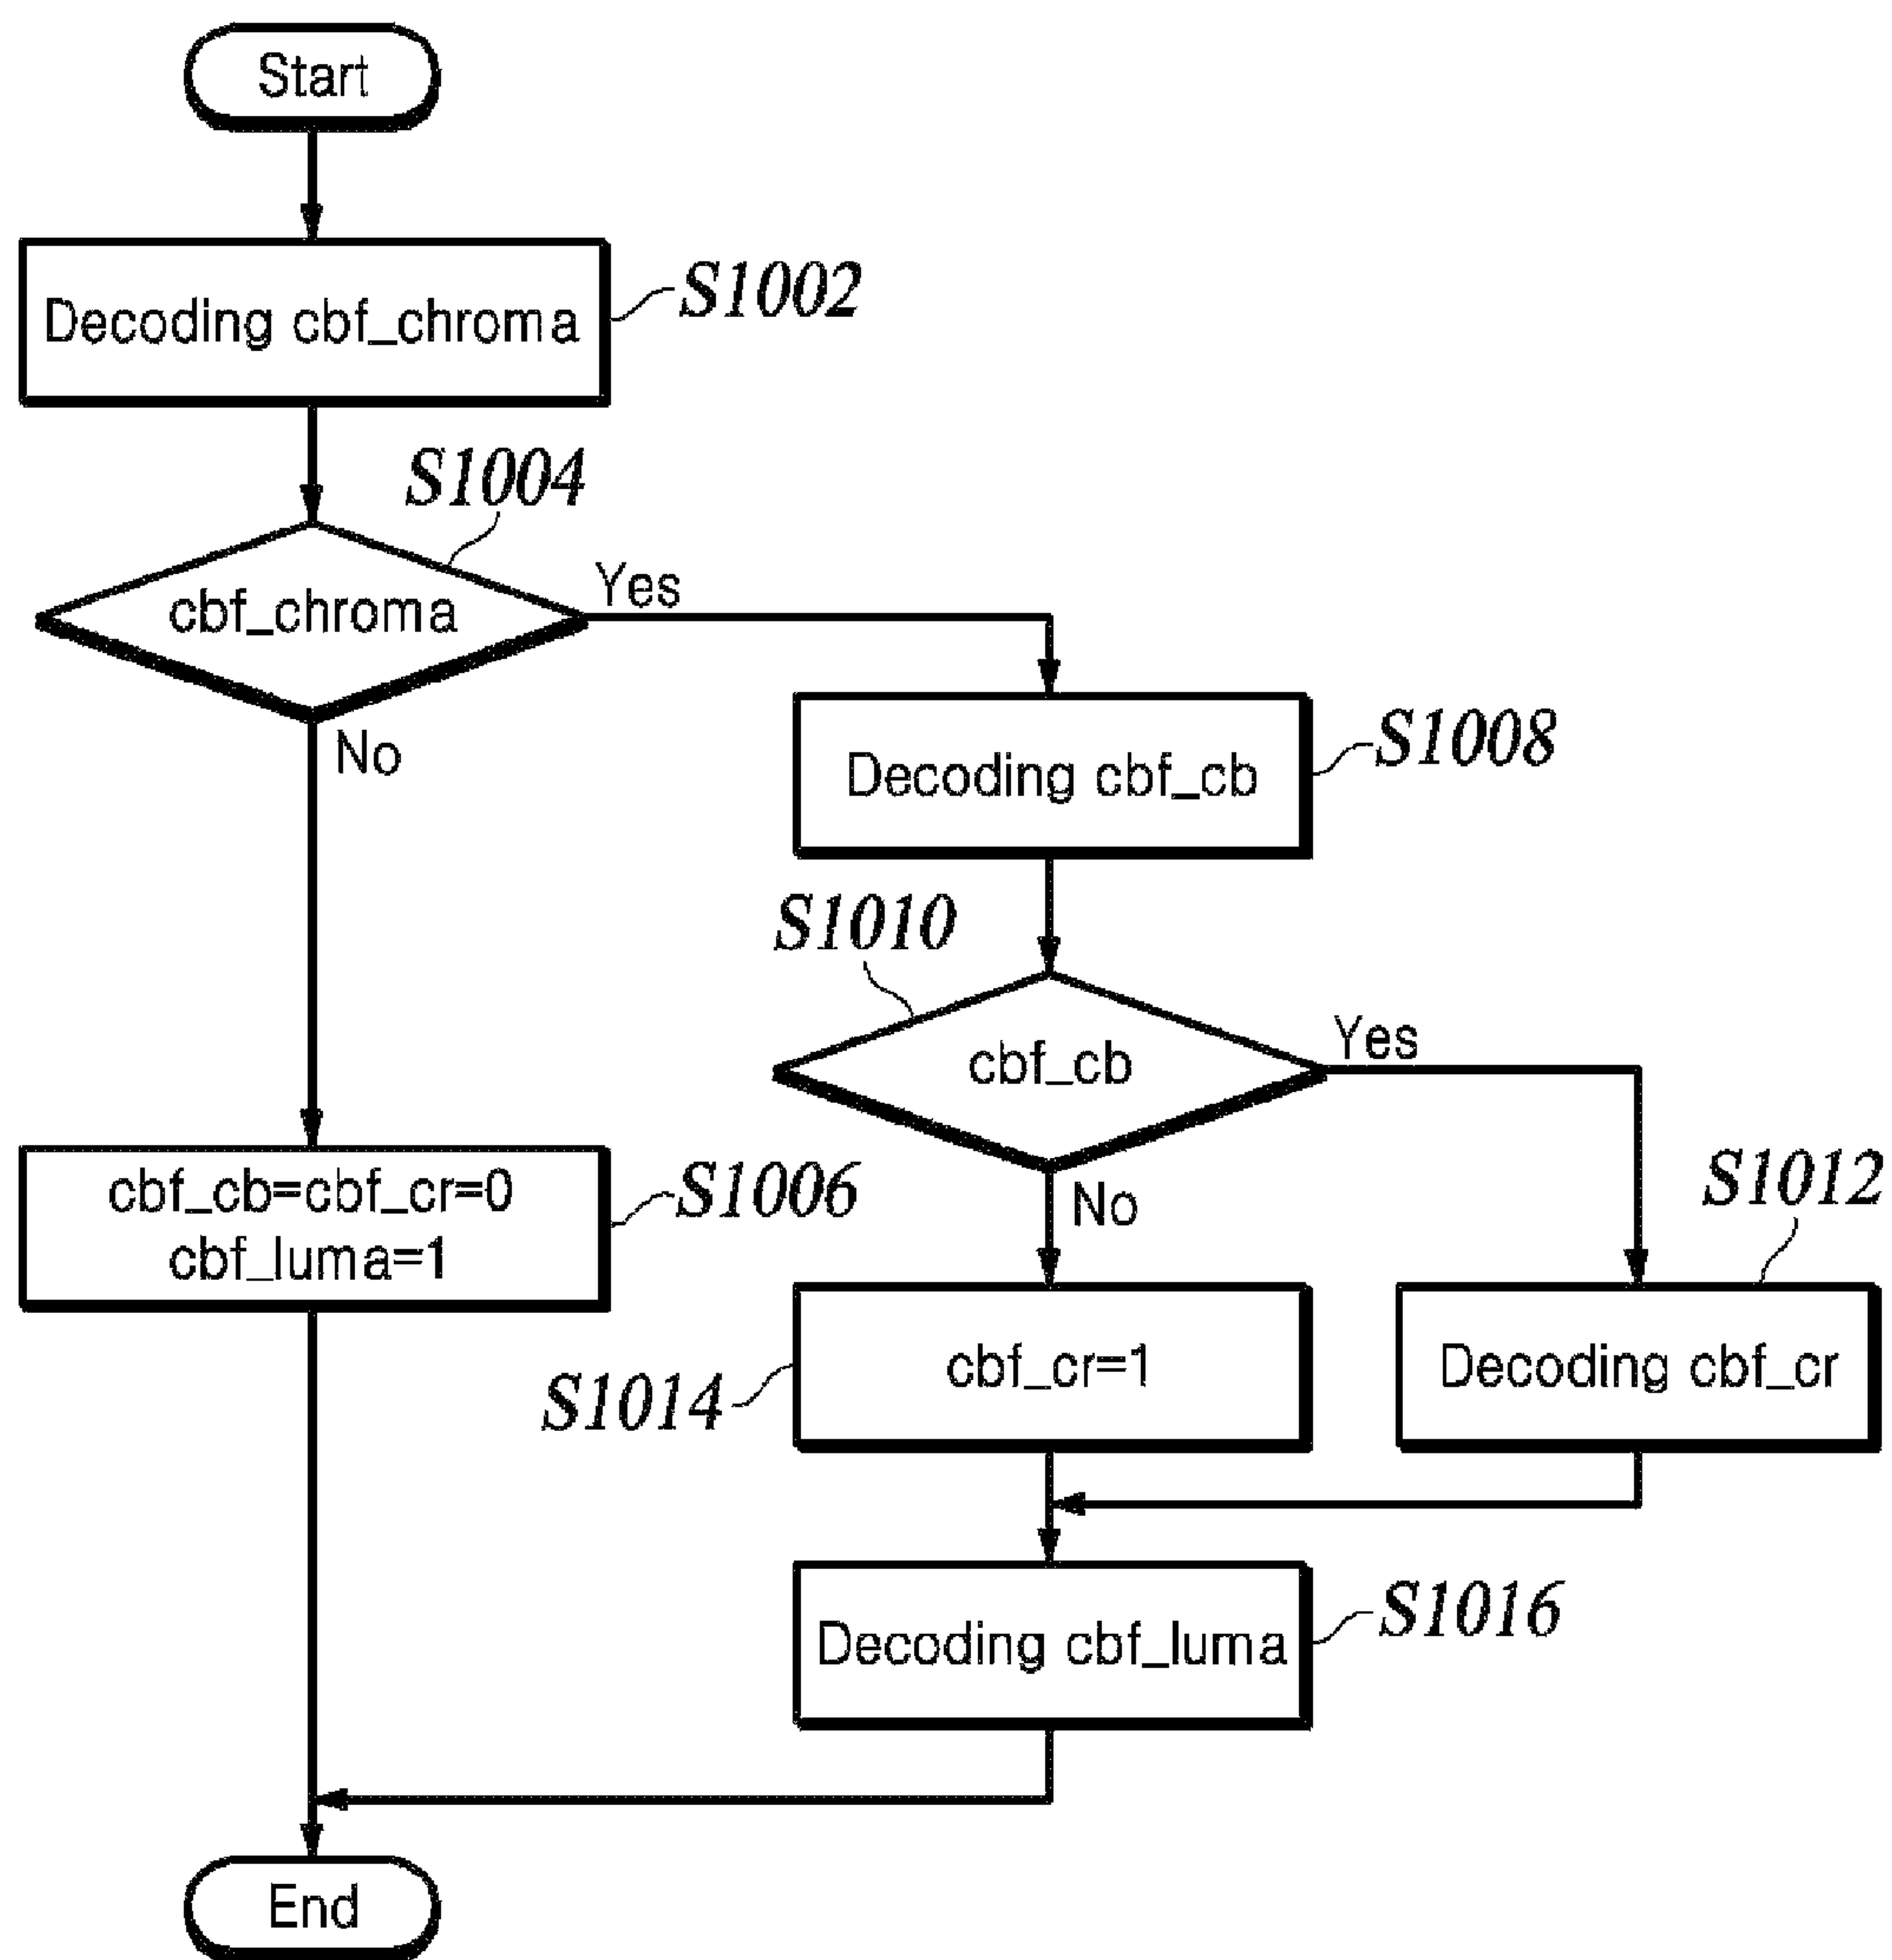 Start
Decoding cbf_chroma
S1002
S1004
cbf_chroma
Yes
No
Decoding cbf_cb
S1008
S1010
cbf_cb
Yes
No
cbf_cb=cbf_cr=0
cbf_luma=1
S1006
S1012
cbf_cr=1
S1014
Decoding cbf_cr
Decoding cbf_luma
S1016
End